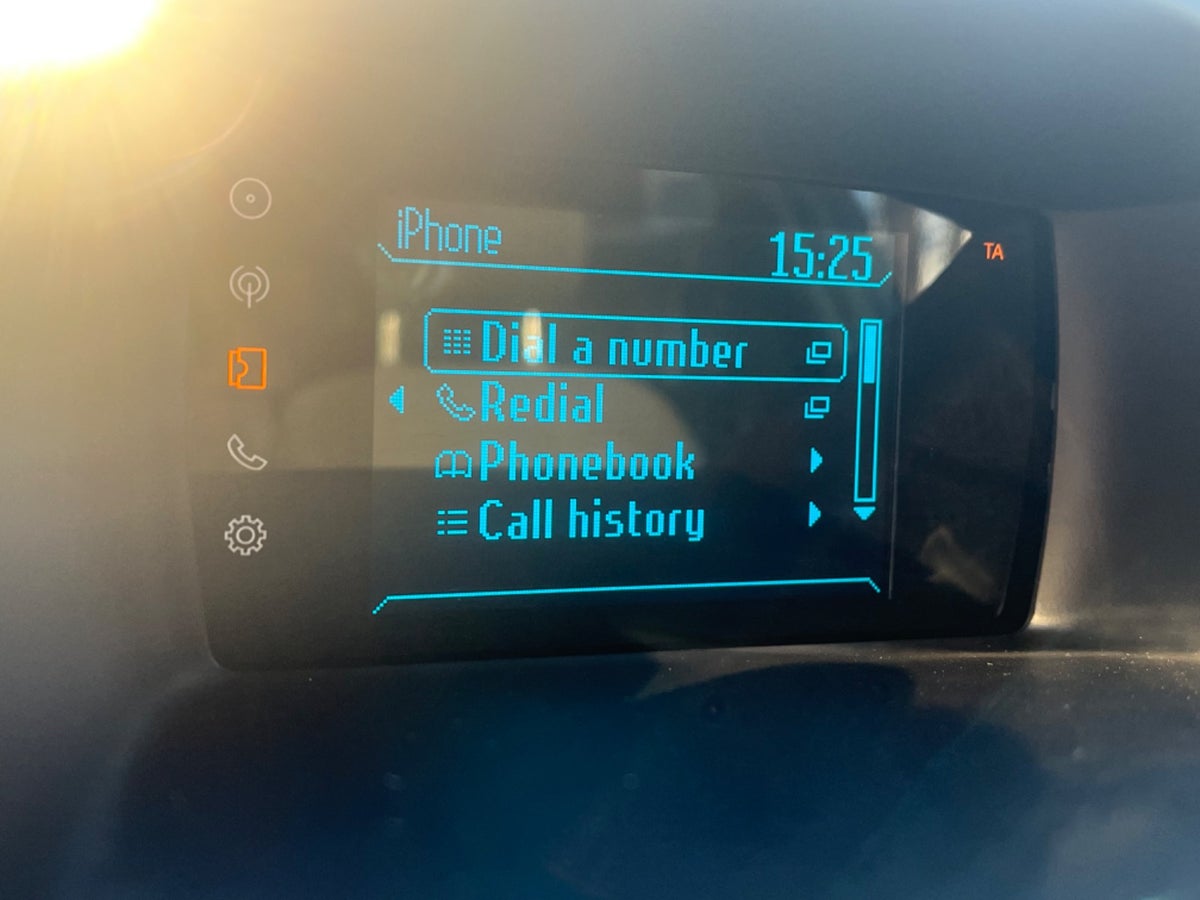 iPhone
15:25
TA
Dial a number
Redial
Phonebook
Call history